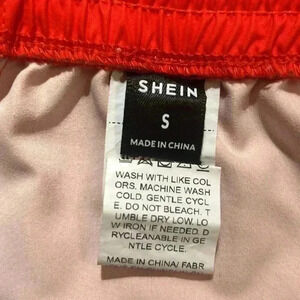 SHEIN
S
MADE IN CHINA
WASH WITH LIKE COL
ORS. MACHINE WASH
COLD. GENTLE CYCL
E. DO NOT BLEACH. T
UMBLE DRY LOW. LO
W IRON IF NEEDED. D
RYCLEANABLE IN GE
NTLE CYCLE.
MADE IN CHINA/ FABR